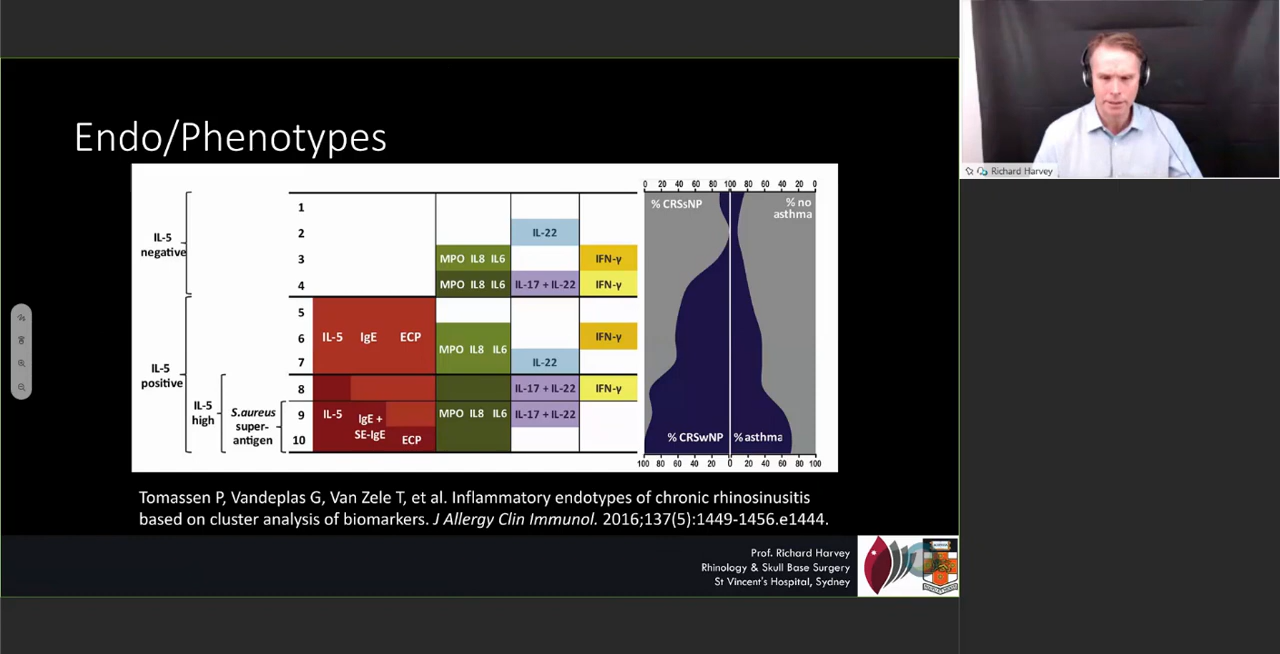 Endo/Phenotypes
0 20 40 60 80 100 80 60 40 20 0
% CRSsNP
% no
asthma
IL-5
negative
1
2
IL-22
3
MPO IL8 IL6
IFN-γ
4
MPO IL8 IL6
IL-17 + IL-22
IFN-γ
IL-5
positive
5
6
IL-5 IgE ECP
IFN-γ
MPO IL8 IL6
7
IL-22
IL-5
high
8
IL-17 + IL-22
IFN-γ
S.aureus
super-
antigen
9
IL-5
IgE +
SE-IgE
MPO IL8 IL6
IL-17 + IL-22
10
ECP
% CRSwNP
% asthma
100 80 60 40 20 0 20 40 60 80 100
Tomassen P, Vandeplas G, Van Zele T, et al. Inflammatory endotypes of chronic rhinosinusitis
based on cluster analysis of biomarkers. J Allergy Clin Immunol. 2016;137(5):1449-1456.e1444.
Prof. Richard Harvey
Rhinology & Skull Base Surgery
St Vincent's Hospital, Sydney
Richard Harvey